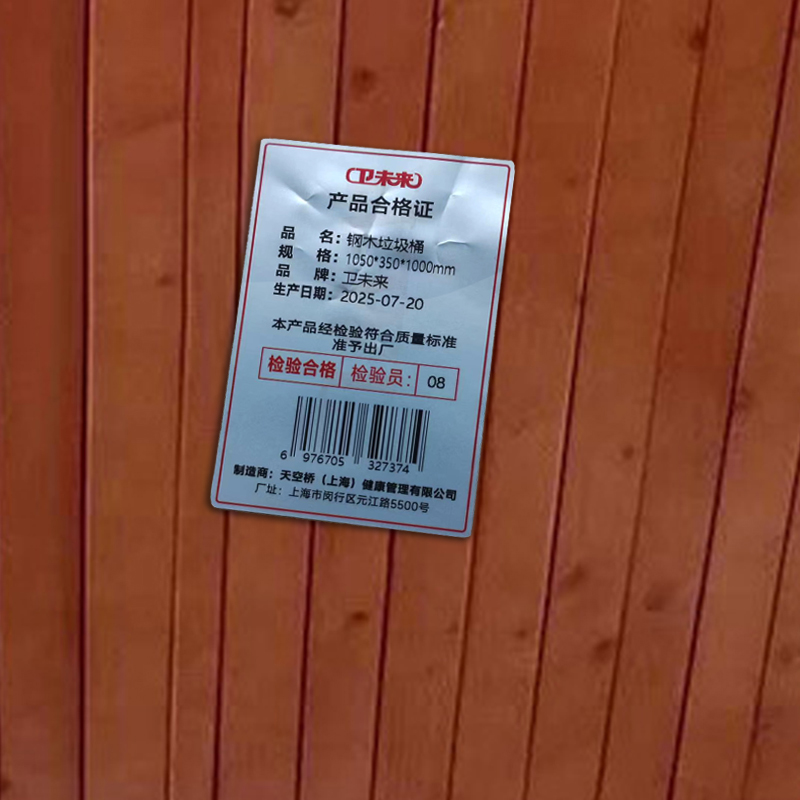 卫未来
产品合格证
品 名：钢木垃圾桶
规 格：1050*350*1000mm
品 牌：卫未来
生产日期：2025-07-20
本产品经检验符合质量标准
准予出厂
检验合格 检验员： 08
6 976705 327374
制造商：天空桥（上海）健康管理有限公司
厂址：上海市闵行区元江路5500号